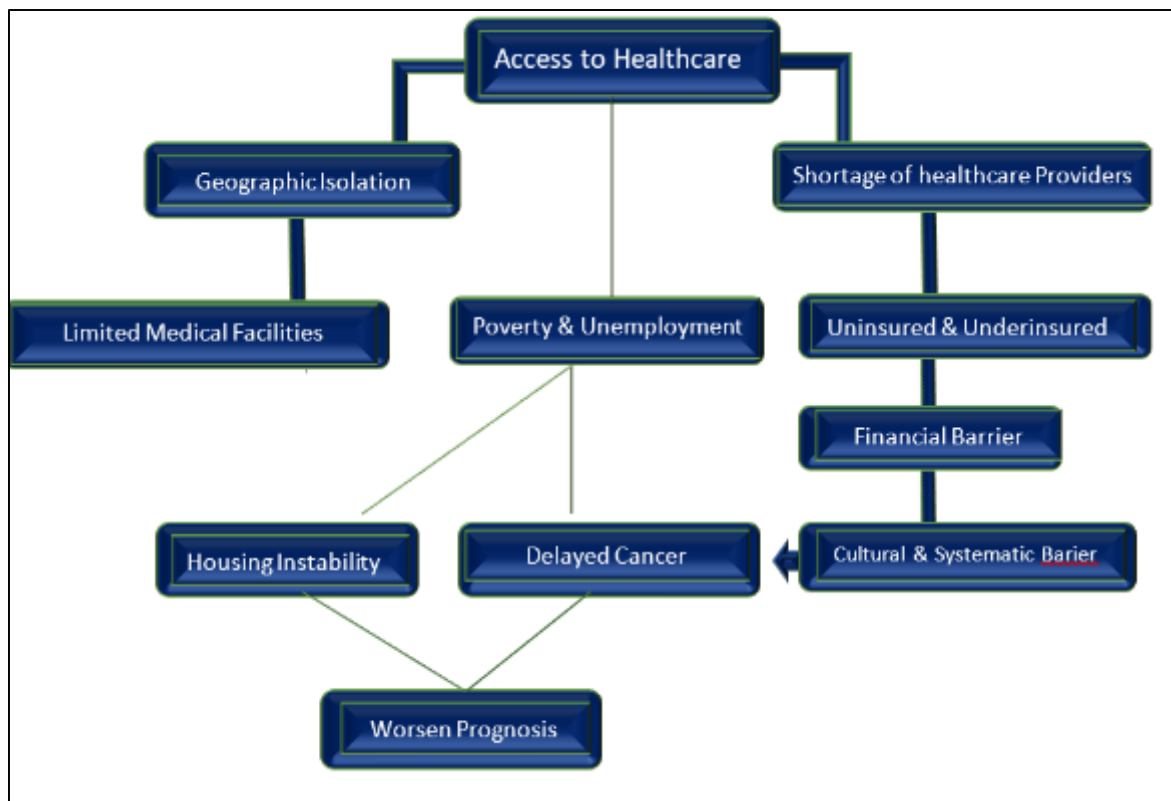 Access to Healthcare
Geographic Isolation
Shortage of healthcare Providers
Limited Medical Facilities
Poverty & Unemployment
Uninsured & Underinsured
Financial Barrier
Housing Instability
Delayed Cancer
Cultural & Systematic Barier
Worsen Prognosis